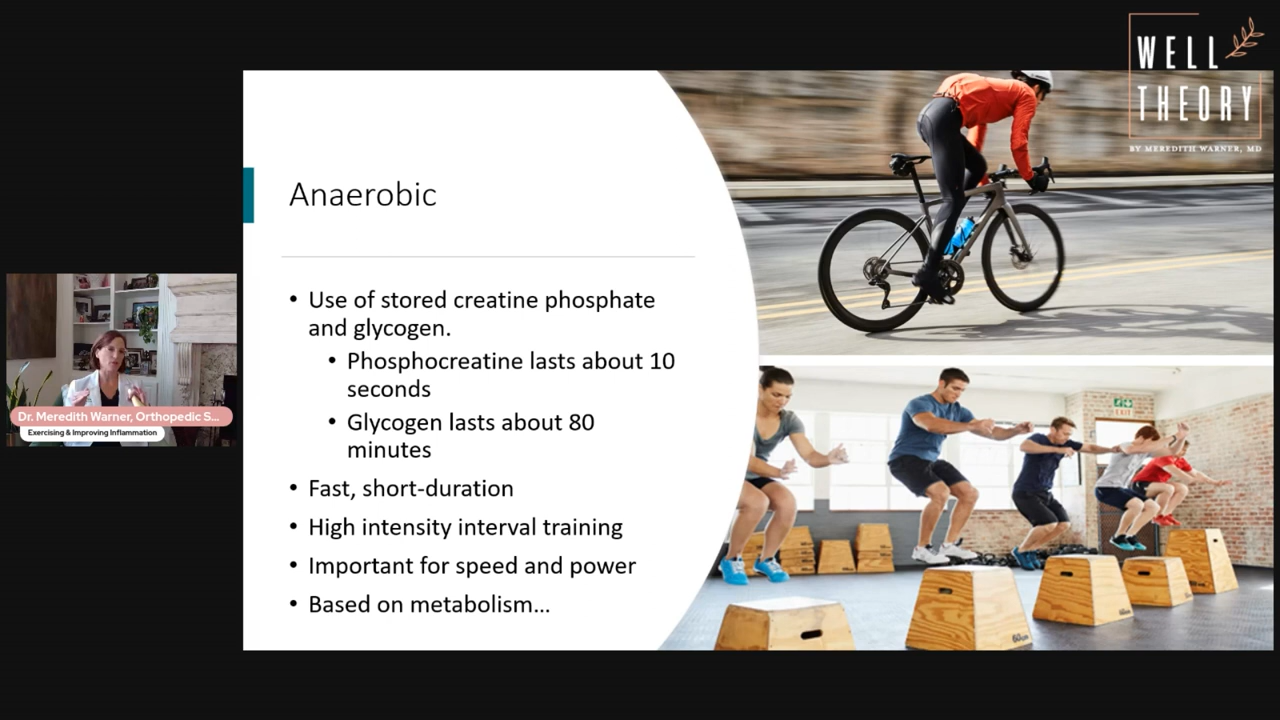 WELL
THEORY
BY MEREDITH WARNER, MD
Anaerobic
• Use of stored creatine phosphate
and glycogen.
• Phosphocreatine lasts about 10
seconds
• Glycogen lasts about 80
minutes
• Fast, short-duration
• High intensity interval training
• Important for speed and power
• Based on metabolism...
Dr. Meredith Warner, Orthopedic S...
Exercising & Improving Inflammation
EXIT